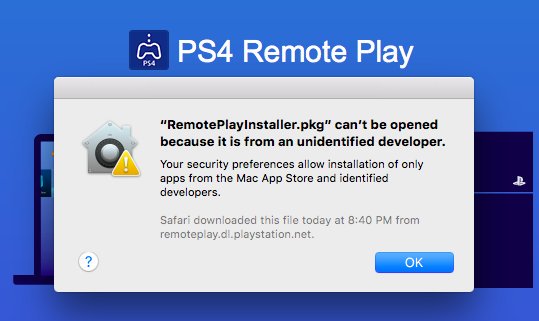 PS4 Remote Play
PS4
“RemotePlayInstaller.pkg” can’t be opened
because it is from an unidentified developer.
Your security preferences allow installation of only
apps from the Mac App Store and identified
developers.
Safari downloaded this file today at 8:40 PM from
remoteplay.dl.playstation.net.
?
OK